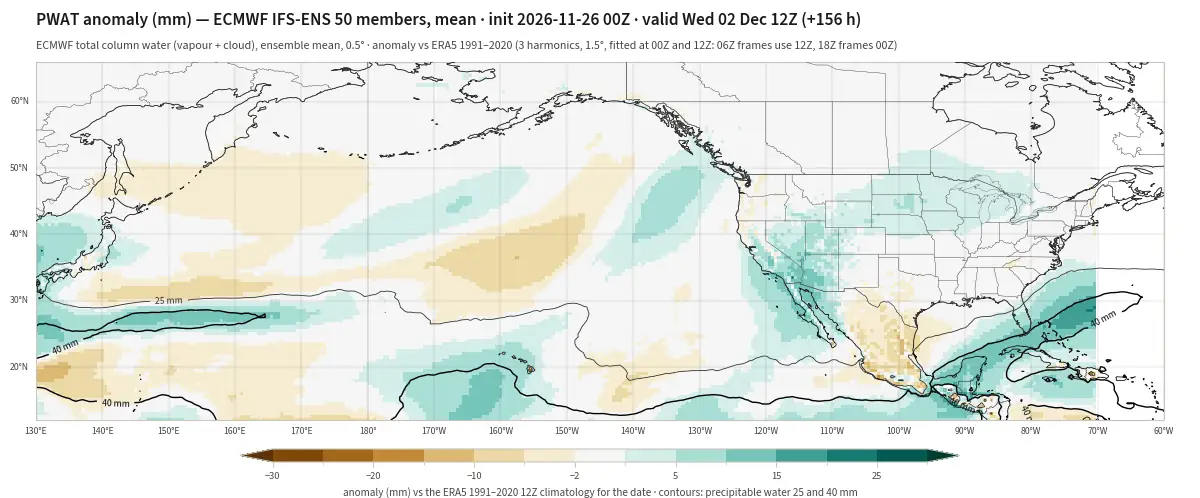 PWAT anomaly (mm) — ECMWF IFS-ENS 50 members, mean · init 2026-11-26 00Z · valid Wed 02 Dec 12Z (+156 h)
ECMWF total column water (vapour + cloud), ensemble mean, 0.5° · anomaly vs ERA5 1991–2020 (3 harmonics, 1.5°, fitted at 00Z and 12Z: 06Z frames use 12Z, 18Z frames 00Z)
60°N
50°N
40°N
30°N
20°N
25 mm
40 mm
40 mm
40 mm
130°E 140°E 150°E 160°E 170°E 180° 170°W 160°W 150°W 140°W 130°W 120°W 110°W 100°W 90°W 80°W 70°W 60°W
−30 −20 −10 −2 5 15 25
anomaly (mm) vs the ERA5 1991–2020 12Z climatology for the date · contours: precipitable water 25 and 40 mm